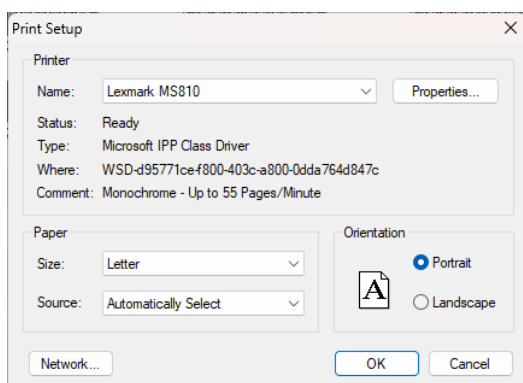 Print Setup
Printer
Name: Lexmark MS810 Properties...
Status: Ready
Type: Microsoft IPP Class Driver
Where: WSD-d95771ce-f800-403c-a800-0dda764d847c
Comment: Monochrome - Up to 55 Pages/Minute
Paper Orientation
Size: Letter Portrait
A
Source: Automatically Select Landscape
Network... OK Cancel